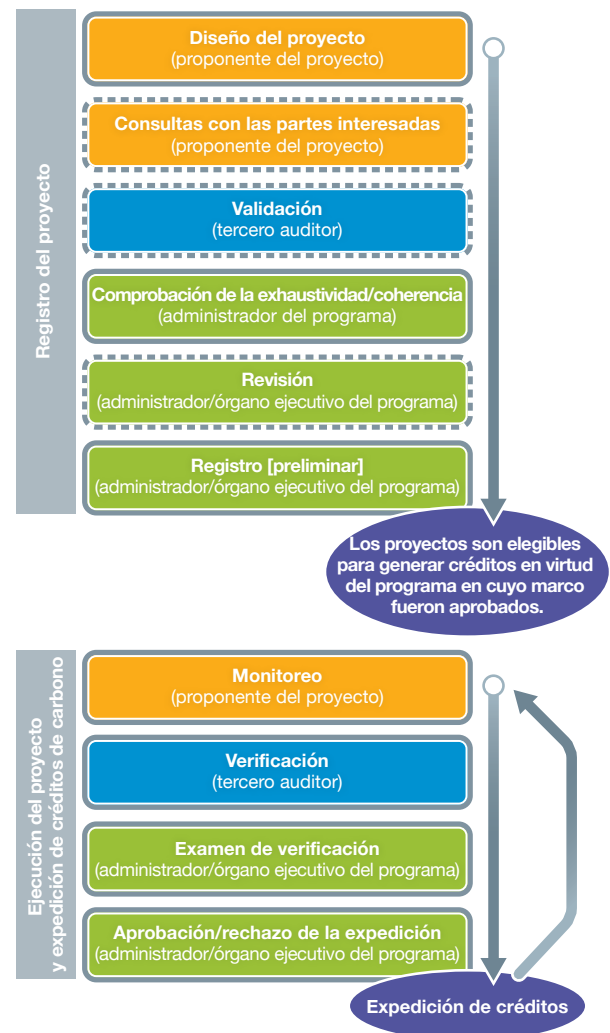 Registro del proyecto
Diseño del proyecto
(proponente del proyecto)
Consultas con las partes interesadas
(proponente del proyecto)
Validación
(tercero auditor)
Comprobación de la exhaustividad/coherencia
(administrador del programa)
Revisión
(administrador/órgano ejecutivo del programa)
Registro [preliminar]
(administrador/órgano ejecutivo del programa)
Los proyectos son elegibles
para generar créditos en virtud
del programa en cuyo marco
fueron aprobados.
Ejecución del proyecto
y expedición de créditos de carbono
Monitoreo
(proponente del proyecto)
Verificación
(tercero auditor)
Examen de verificación
(administrador/órgano ejecutivo del programa)
Aprobación/rechazo de la expedición
(administrador/órgano ejecutivo del programa)
Expedición de créditos